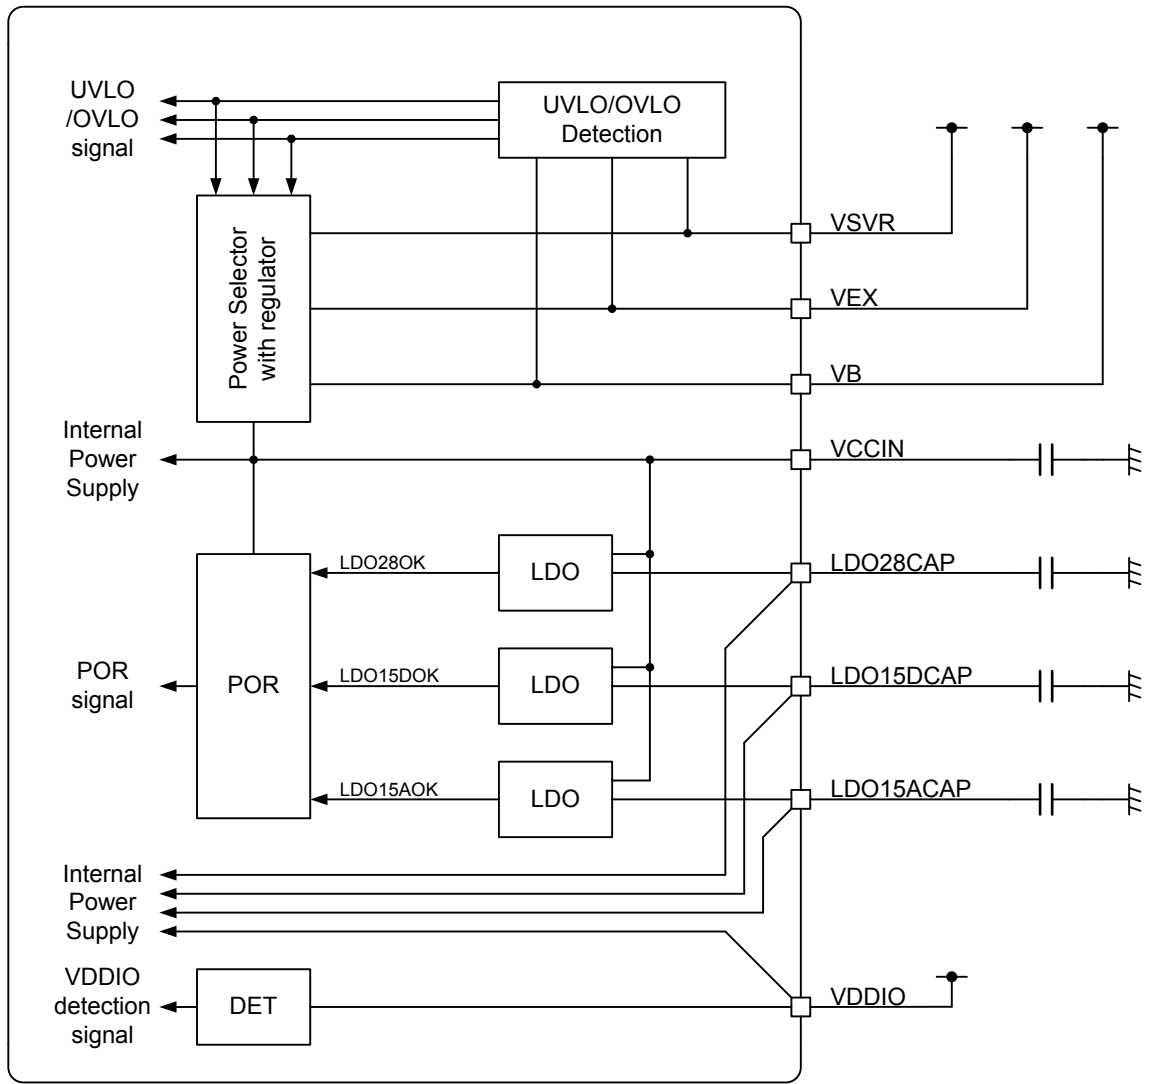 UVLO
/OVLO
signal
UVLO/OVLO
Detection
Power Selector
with regulator
VSVR
VEX
VB
Internal
Power
Supply
VCCIN
LDO28OK
LDO
LDO28CAP
POR
signal
POR
LDO15DOK
LDO
LDO15DCAP
LDO15AOK
LDO
LDO15ACAP
Internal
Power
Supply
VDDIO
detection
signal
DET
VDDIO